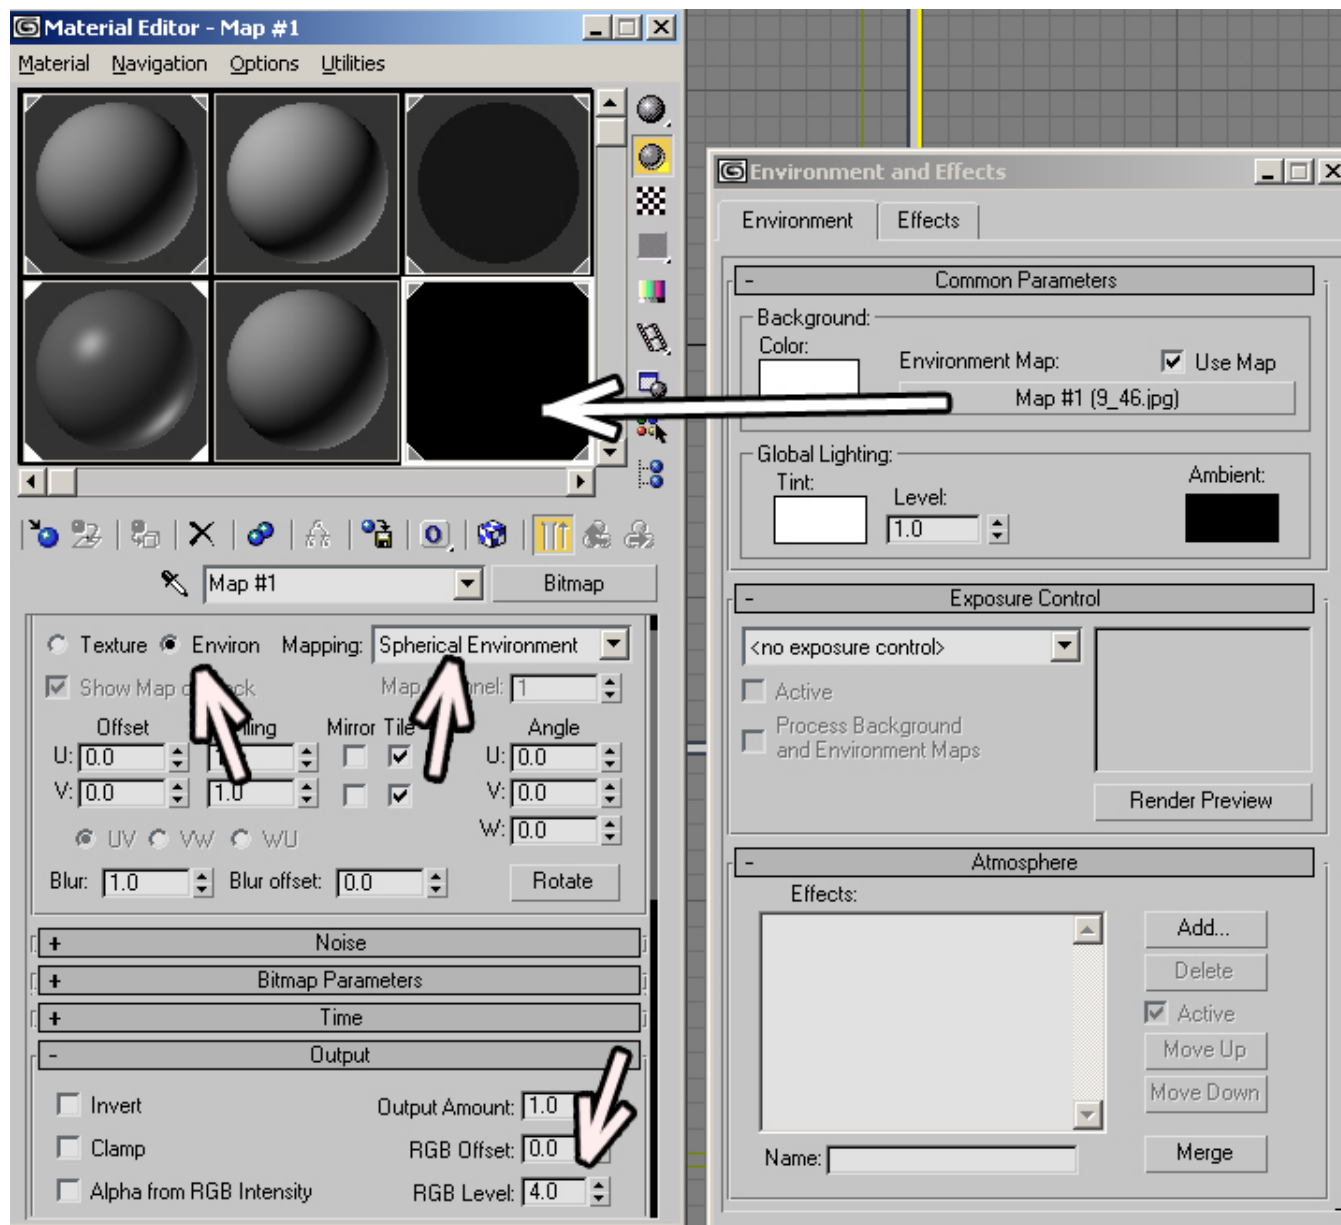 Material Editor - Map #1
Material Navigation Options Utilities
Map #1 Bitmap
Texture Environ Mapping: Spherical Environment
Show Map 1
Offset Mirror Tile Angle
U: 0.0 U: 0.0
V: 0.0 1.0 V: 0.0
W: 0.0
UV VW WU
Blur: 1.0 Blur offset: 0.0 Rotate
+ Noise
+ Bitmap Parameters
+ Time
- Output
Invert Output Amount: 1.0
Clamp RGB Offset: 0.0
Alpha from RGB Intensity RGB Level: 4.0
Environment and Effects
Environment Effects
- Common Parameters
Background:
Color: Environment Map: Use Map
Map #1 (9_46.jpg)
Global Lighting:
Tint: Level: Ambient:
1.0
- Exposure Control
<no exposure control>
Active
Process Background
and Environment Maps
Render Preview
- Atmosphere
Effects:
Add...
Delete
Active
Move Up
Move Down
Name: Merge